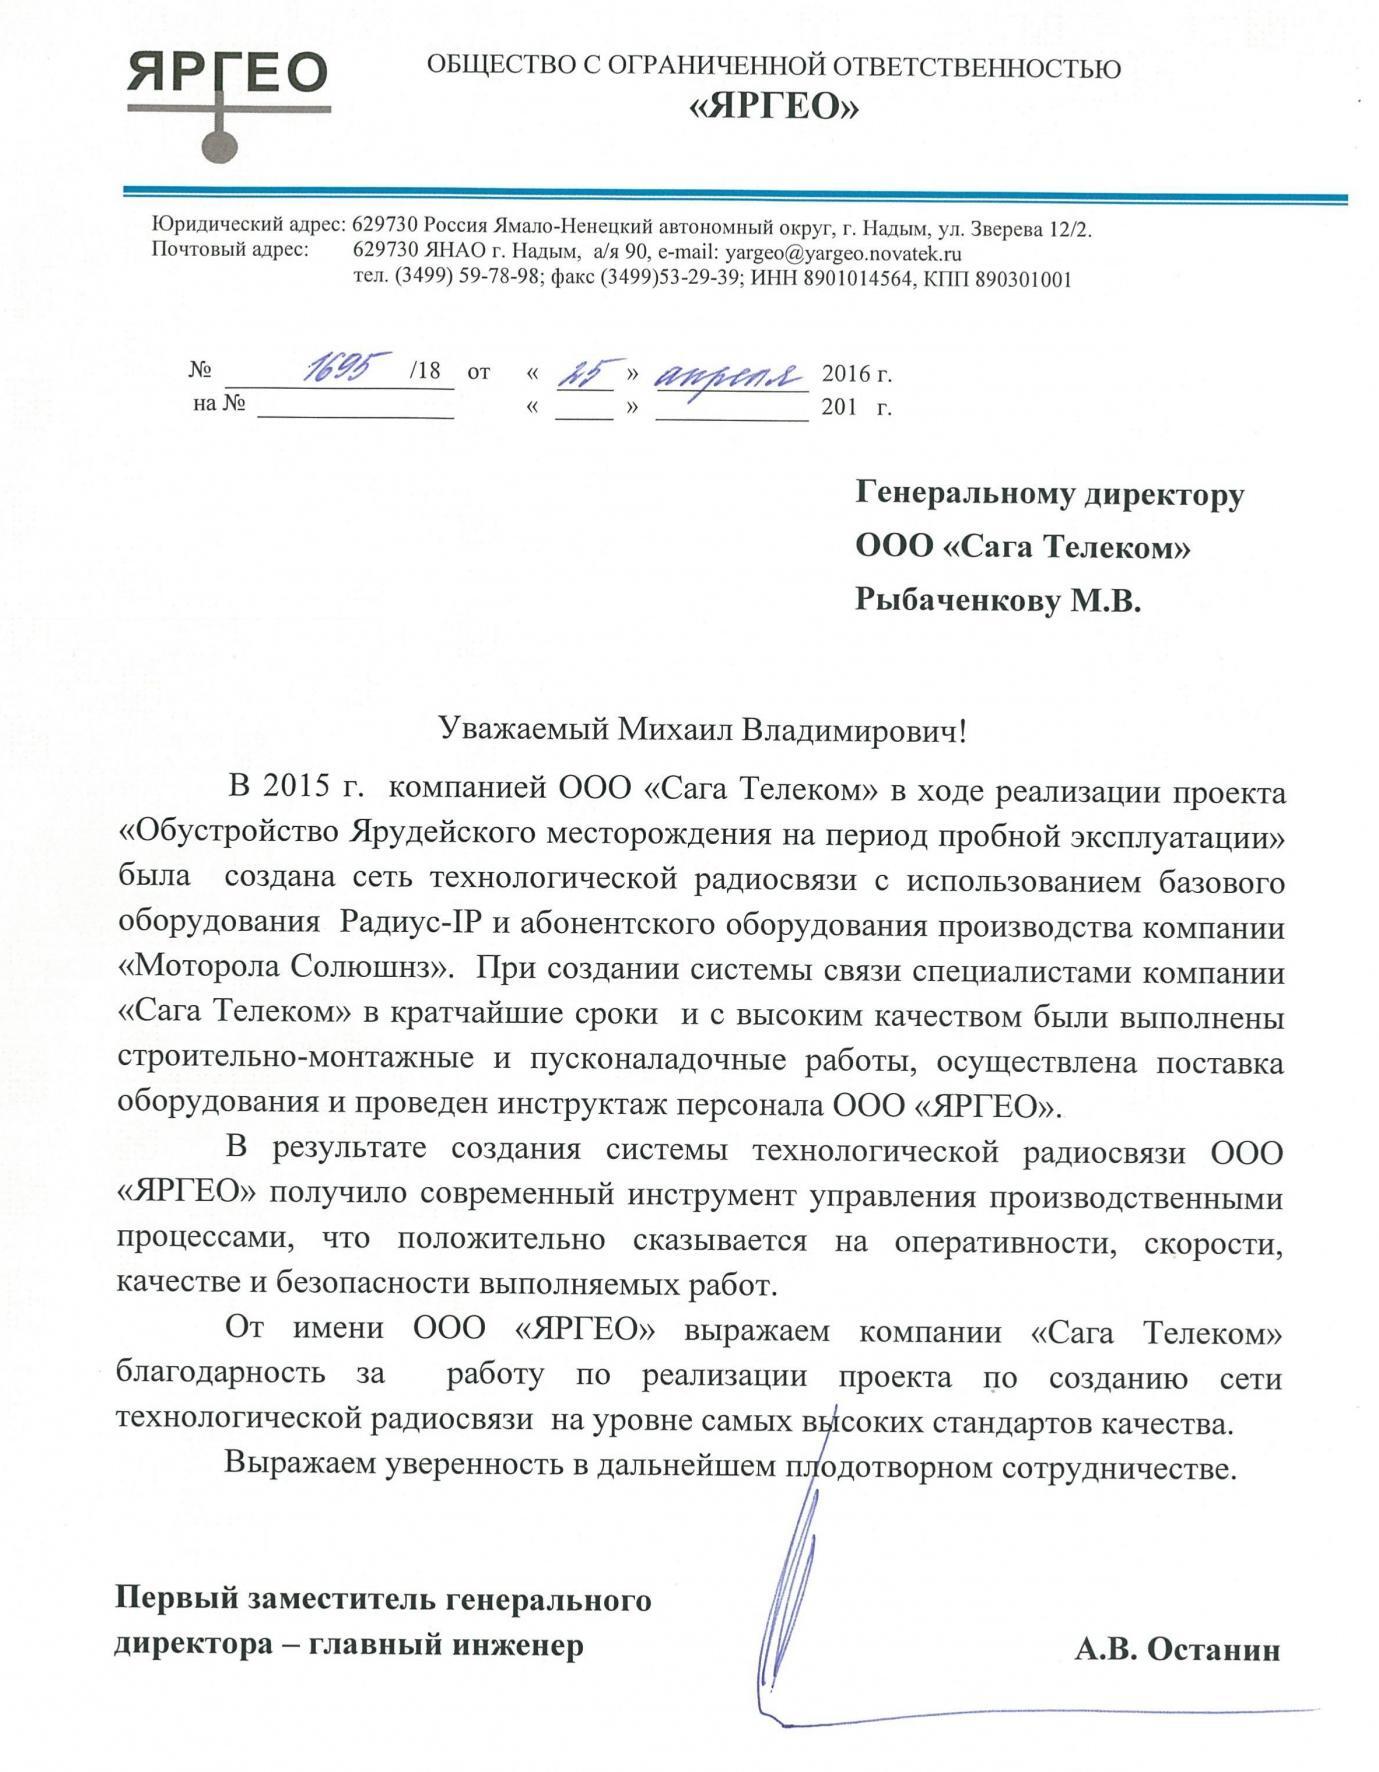 ЯРГЕО
ОБЩЕСТВО С ОГРАНИЧЕННОЙ ОТВЕТСТВЕННОСТЬЮ
«ЯРГЕО»
Юридический адрес: 629730 Россия Ямало-Ненецкий автономный округ, г. Надым, ул. Зверева 12/2.
Почтовый адрес: 629730 ЯНАО г. Надым, а/я 90, e-mail: yargeo@yargeo.novatek.ru
тел. (3499) 59-78-98; факс (3499)53-29-39; ИНН 8901014564, КПП 890301001
№ 1695 /18 от « 25 » апреля 2016 г.
на № « » 201 г.
Генеральному директору
ООО «Сага Телеком»
Рыбаченкову М.В.
Уважаемый Михаил Владимирович!
В 2015 г. компанией ООО «Сага Телеком» в ходе реализации проекта
«Обустройство Ярудейского месторождения на период пробной эксплуатации»
была создана сеть технологической радиосвязи с использованием базового
оборудования Радиус-IP и абонентского оборудования производства компании
«Моторола Солюшнз». При создании системы связи специалистами компании
«Сага Телеком» в кратчайшие сроки и с высоким качеством были выполнены
строительно-монтажные и пусконаладочные работы, осуществлена поставка
оборудования и проведен инструктаж персонала ООО «ЯРГЕО».
В результате создания системы технологической радиосвязи ООО
«ЯРГЕО» получило современный инструмент управления производственными
процессами, что положительно сказывается на оперативности, скорости,
качестве и безопасности выполняемых работ.
От имени ООО «ЯРГЕО» выражаем компании «Сага Телеком»
благодарность за работу по реализации проекта по созданию сети
технологической радиосвязи на уровне самых высоких стандартов качества.
Выражаем уверенность в дальнейшем плодотворном сотрудничестве.
Первый заместитель генерального
директора – главный инженер А.В. Останин